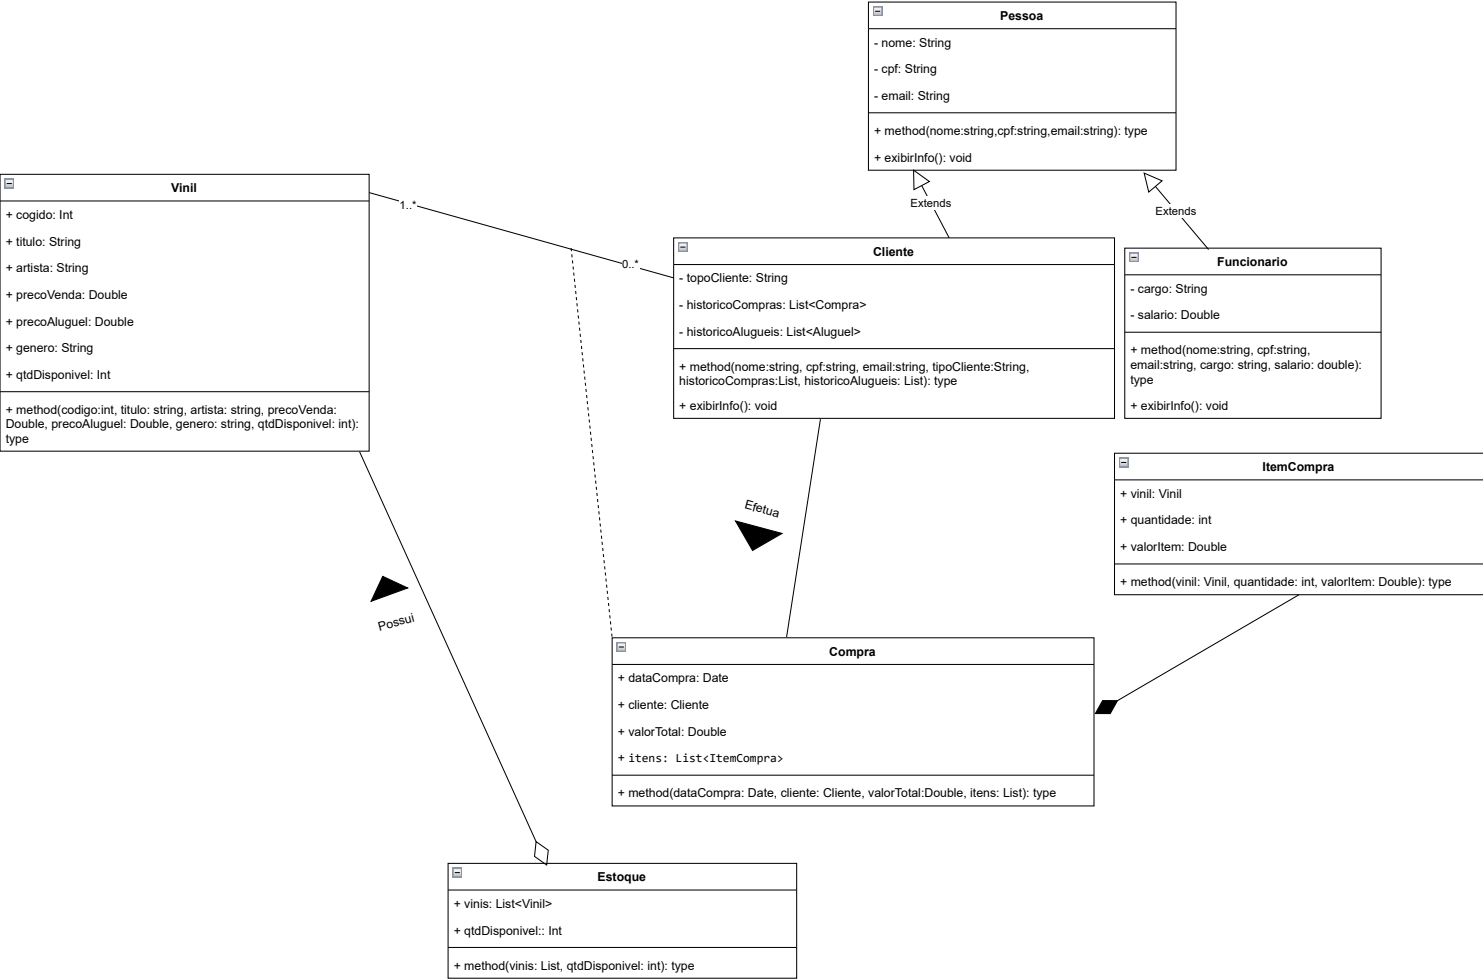 Pessoa
- nome: String
- cpf: String
- email: String
+ method(nome:string,cpf:string,email:string): type
+ exibirInfo(): void
Extends
Extends
Vinil
+ cogido: Int
+ titulo: String
+ artista: String
+ precoVenda: Double
+ precoAluguel: Double
+ genero: String
+ qtdDisponivel: Int
+ method(codigo:int, titulo: string, artista: string, precoVenda:
Double, precoAluguel: Double, genero: string, qtdDisponivel: int):
type
1..*
0..*
Cliente
- topoCliente: String
- historicoCompras: List<Compra>
- historicoAlugueis: List<Aluguel>
+ method(nome:string, cpf:string, email:string, tipoCliente:String,
historicoCompras:List, historicoAlugueis: List): type
+ exibirInfo(): void
Funcionario
- cargo: String
- salario: Double
+ method(nome:string, cpf:string,
email:string, cargo: string, salario: double):
type
+ exibirInfo(): void
ItemCompra
+ vinil: Vinil
+ quantidade: int
+ valorItem: Double
+ method(vinil: Vinil, quantidade: int, valorItem: Double): type
Efetua
Possui
Compra
+ dataCompra: Date
+ cliente: Cliente
+ valorTotal: Double
+ itens: List<ItemCompra>
+ method(dataCompra: Date, cliente: Cliente, valorTotal:Double, itens: List): type
Estoque
+ vinis: List<Vinil>
+ qtdDisponivel:: Int
+ method(vinis: List, qtdDisponivel: int): type